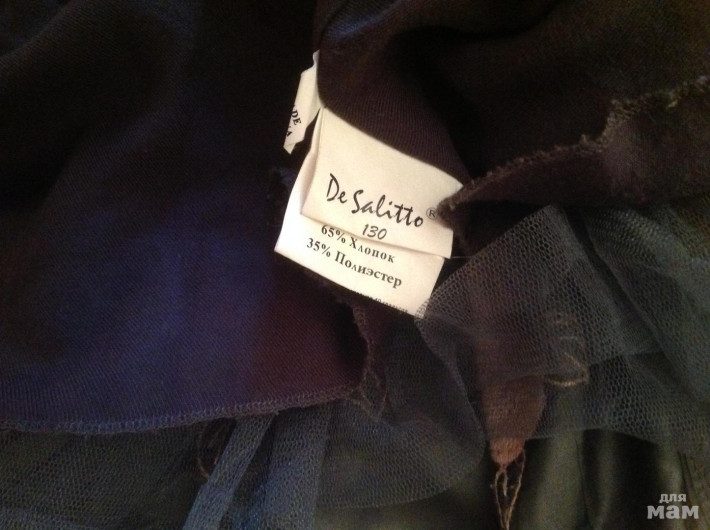 De Salitto®
130
65% Хлопок
35% Полиэстер
для
мам